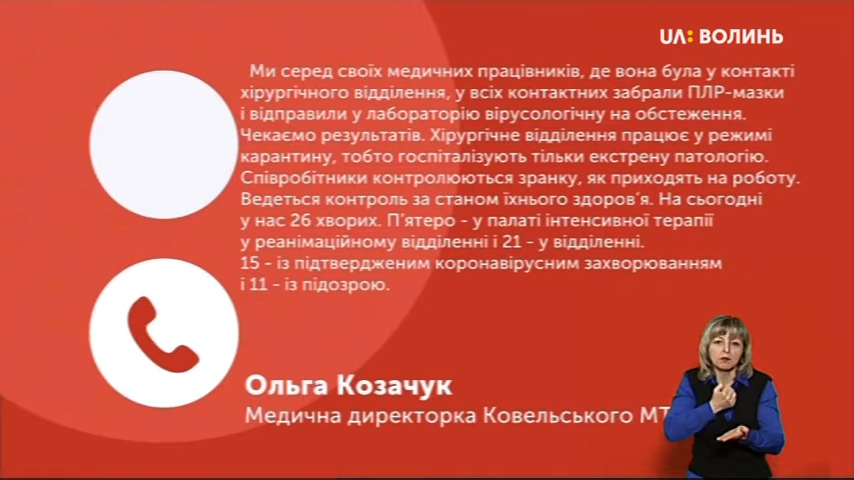 UA: ВОЛИНЬ
Ми серед своїх медичних працівників, де вона була у контакті
хірургічного відділення, у всіх контактних забрали ПЛР-мазки
і відправили у лабораторію вірусологічну на обстеження.
Чекаємо результатів. Хірургічне відділення працює у режимі
карантину, тобто госпіталізують тільки екстрену патологію.
Співробітники контролюються зранку, як приходять на роботу.
Ведеться контроль за станом їхнього здоров'я. На сьогодні
у нас 26 хворих. П'ятеро - у палаті інтенсивної терапії
у реанімаційному відділенні і 21 - у відділенні.
15 - із підтвердженим коронавірусним захворюванням
і 11 - із підозрою.
Ольга Козачук
Медична директорка Ковельського